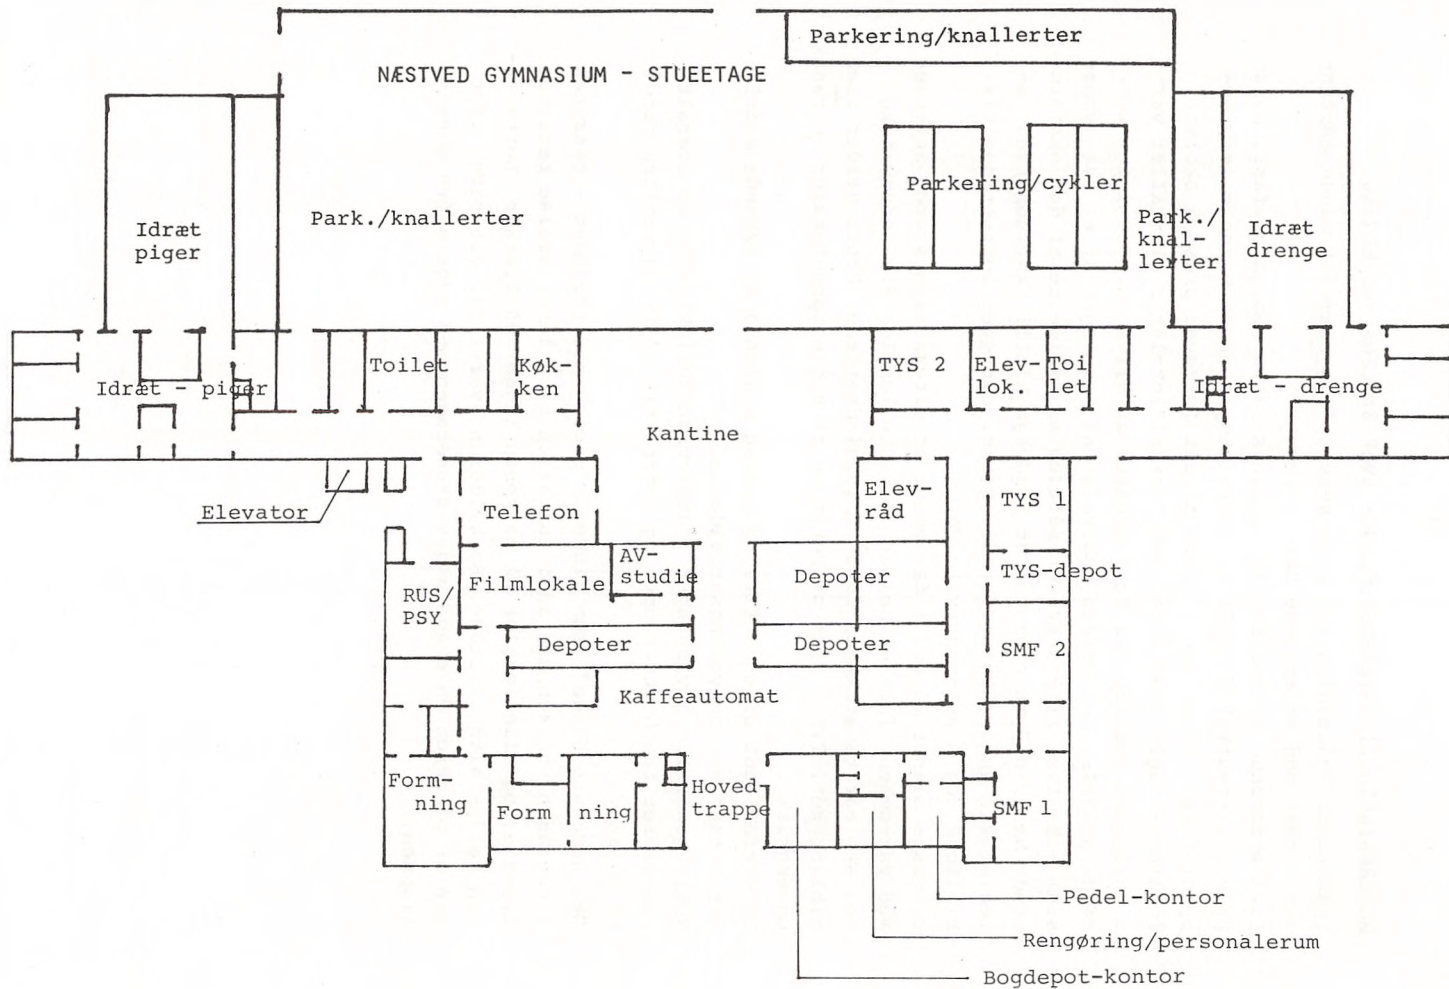 Parkering/knallerter
NÆSTVED GYMNASIUM - STUEETAGE
Parkering/cykler
Idræt
piger
Park./knallerter
Park./
knal-
lerter
Idræt
drenge
Toilet
Køk-
ken
TYS 2
Elev-
lok.
Toi
let
Idræt - piger
Idræt - drenge
Kantine
Elevator
Telefon
Elev-
råd
TYS 1
AV-
studie
Filmlokale
Depoter
TYS-depot
RUS/
PSY
Depoter
Depoter
SMF 2
Kaffeautomat
Form-
ning
Form
ning
Hoved-
trappe
SMF 1
Pedel-kontor
Rengøring/personalerum
Bogdepot-kontor